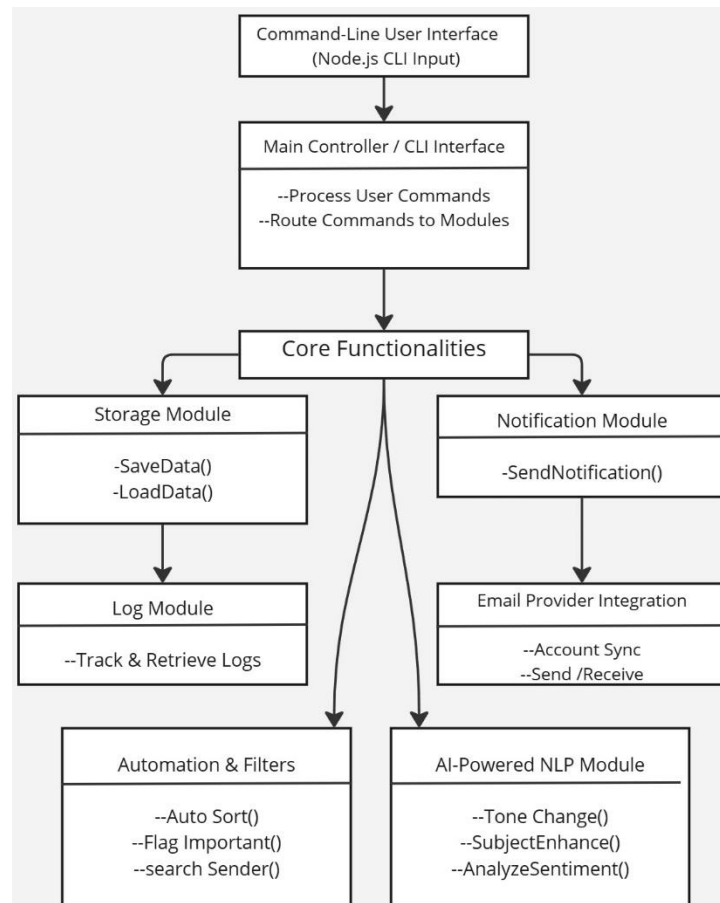 Command-Line User Interface
(Node.js CLI Input)
Main Controller / CLI Interface
--Process User Commands
--Route Commands to Modules
Core Functionalities
Storage Module
-SaveData()
-LoadData()
Notification Module
-SendNotification()
Log Module
--Track & Retrieve Logs
Email Provider Integration
--Account Sync
--Send /Receive
Automation & Filters
--Auto Sort()
--Flag Important()
--search Sender()
AI-Powered NLP Module
--Tone Change()
--SubjectEnhance()
--AnalyzeSentiment()